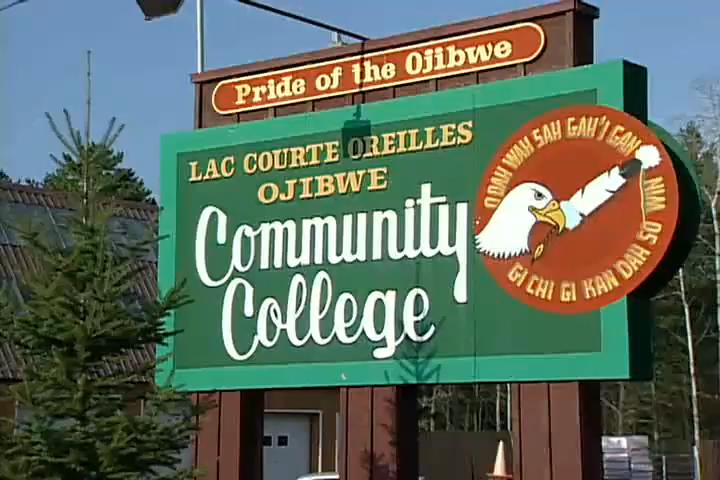 Pride of the Ojibwe
LAC COURTE OREILLES
OJIBWE
Community
College
ODAH WAH SAH GAH'I GAN
NIN
GI CHI GI KAN DAH SO